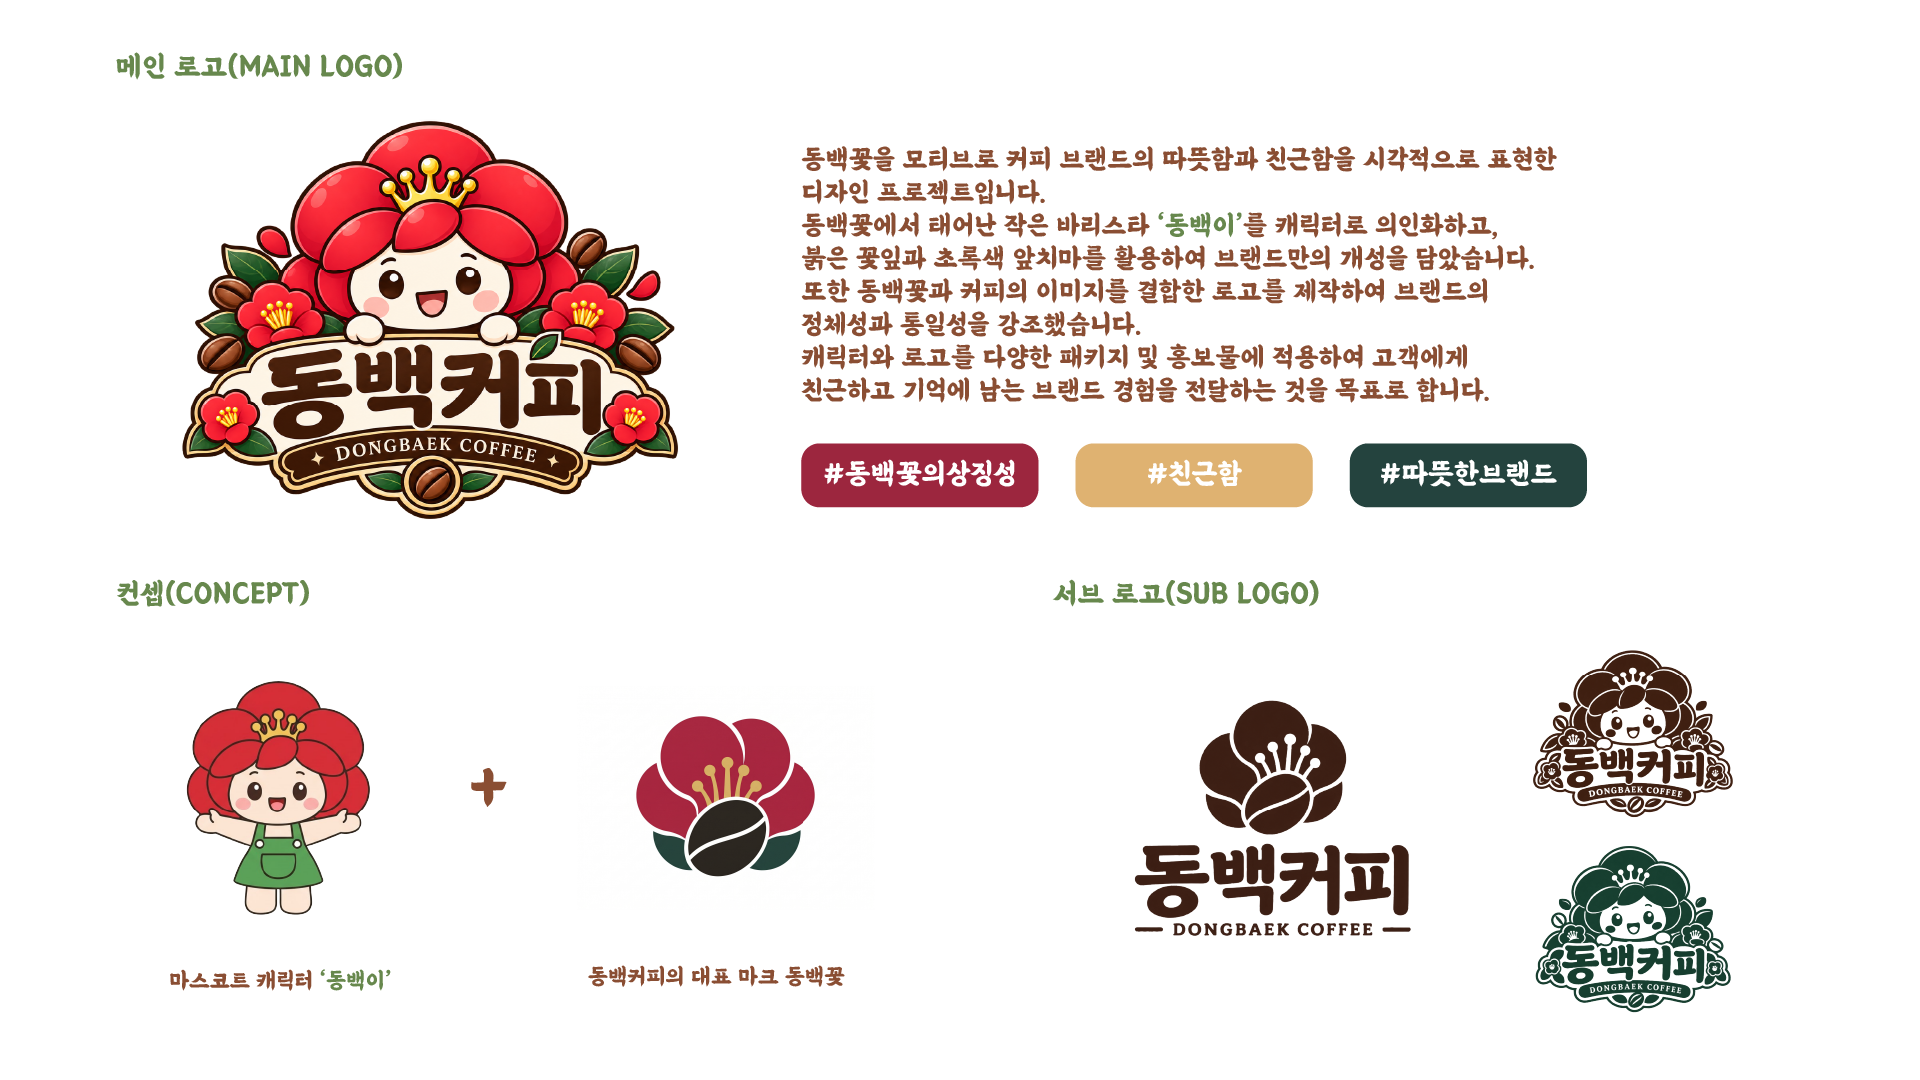 메인 로고(MAIN LOGO)
동백커피
DONGBAEK COFFEE
동백꽃을 모티브로 커피 브랜드의 따뜻함과 친근함을 시각적으로 표현한
디자인 프로젝트입니다.
동백꽃에서 태어난 작은 바리스타 ‘동백이’를 캐릭터로 의인화하고,
붉은 꽃잎과 초록색 앞치마를 활용하여 브랜드만의 개성을 담았습니다.
또한 동백꽃과 커피의 이미지를 결합한 로고를 제작하여 브랜드의
정체성과 통일성을 강조했습니다.
캐릭터와 로고를 다양한 패키지 및 홍보물에 적용하여 고객에게
친근하고 기억에 남는 브랜드 경험을 전달하는 것을 목표로 합니다.
#동백꽃의상징성
#친근함
#따뜻한브랜드
컨셉(CONCEPT)
+
마스코트 캐릭터 ‘동백이’
동백커피의 대표 마크 동백꽃
서브 로고(SUB LOGO)
동백커피
DONGBAEK COFFEE
동백커피
DONGBAEK COFFEE
동백커피
DONGBAEK COFFEE